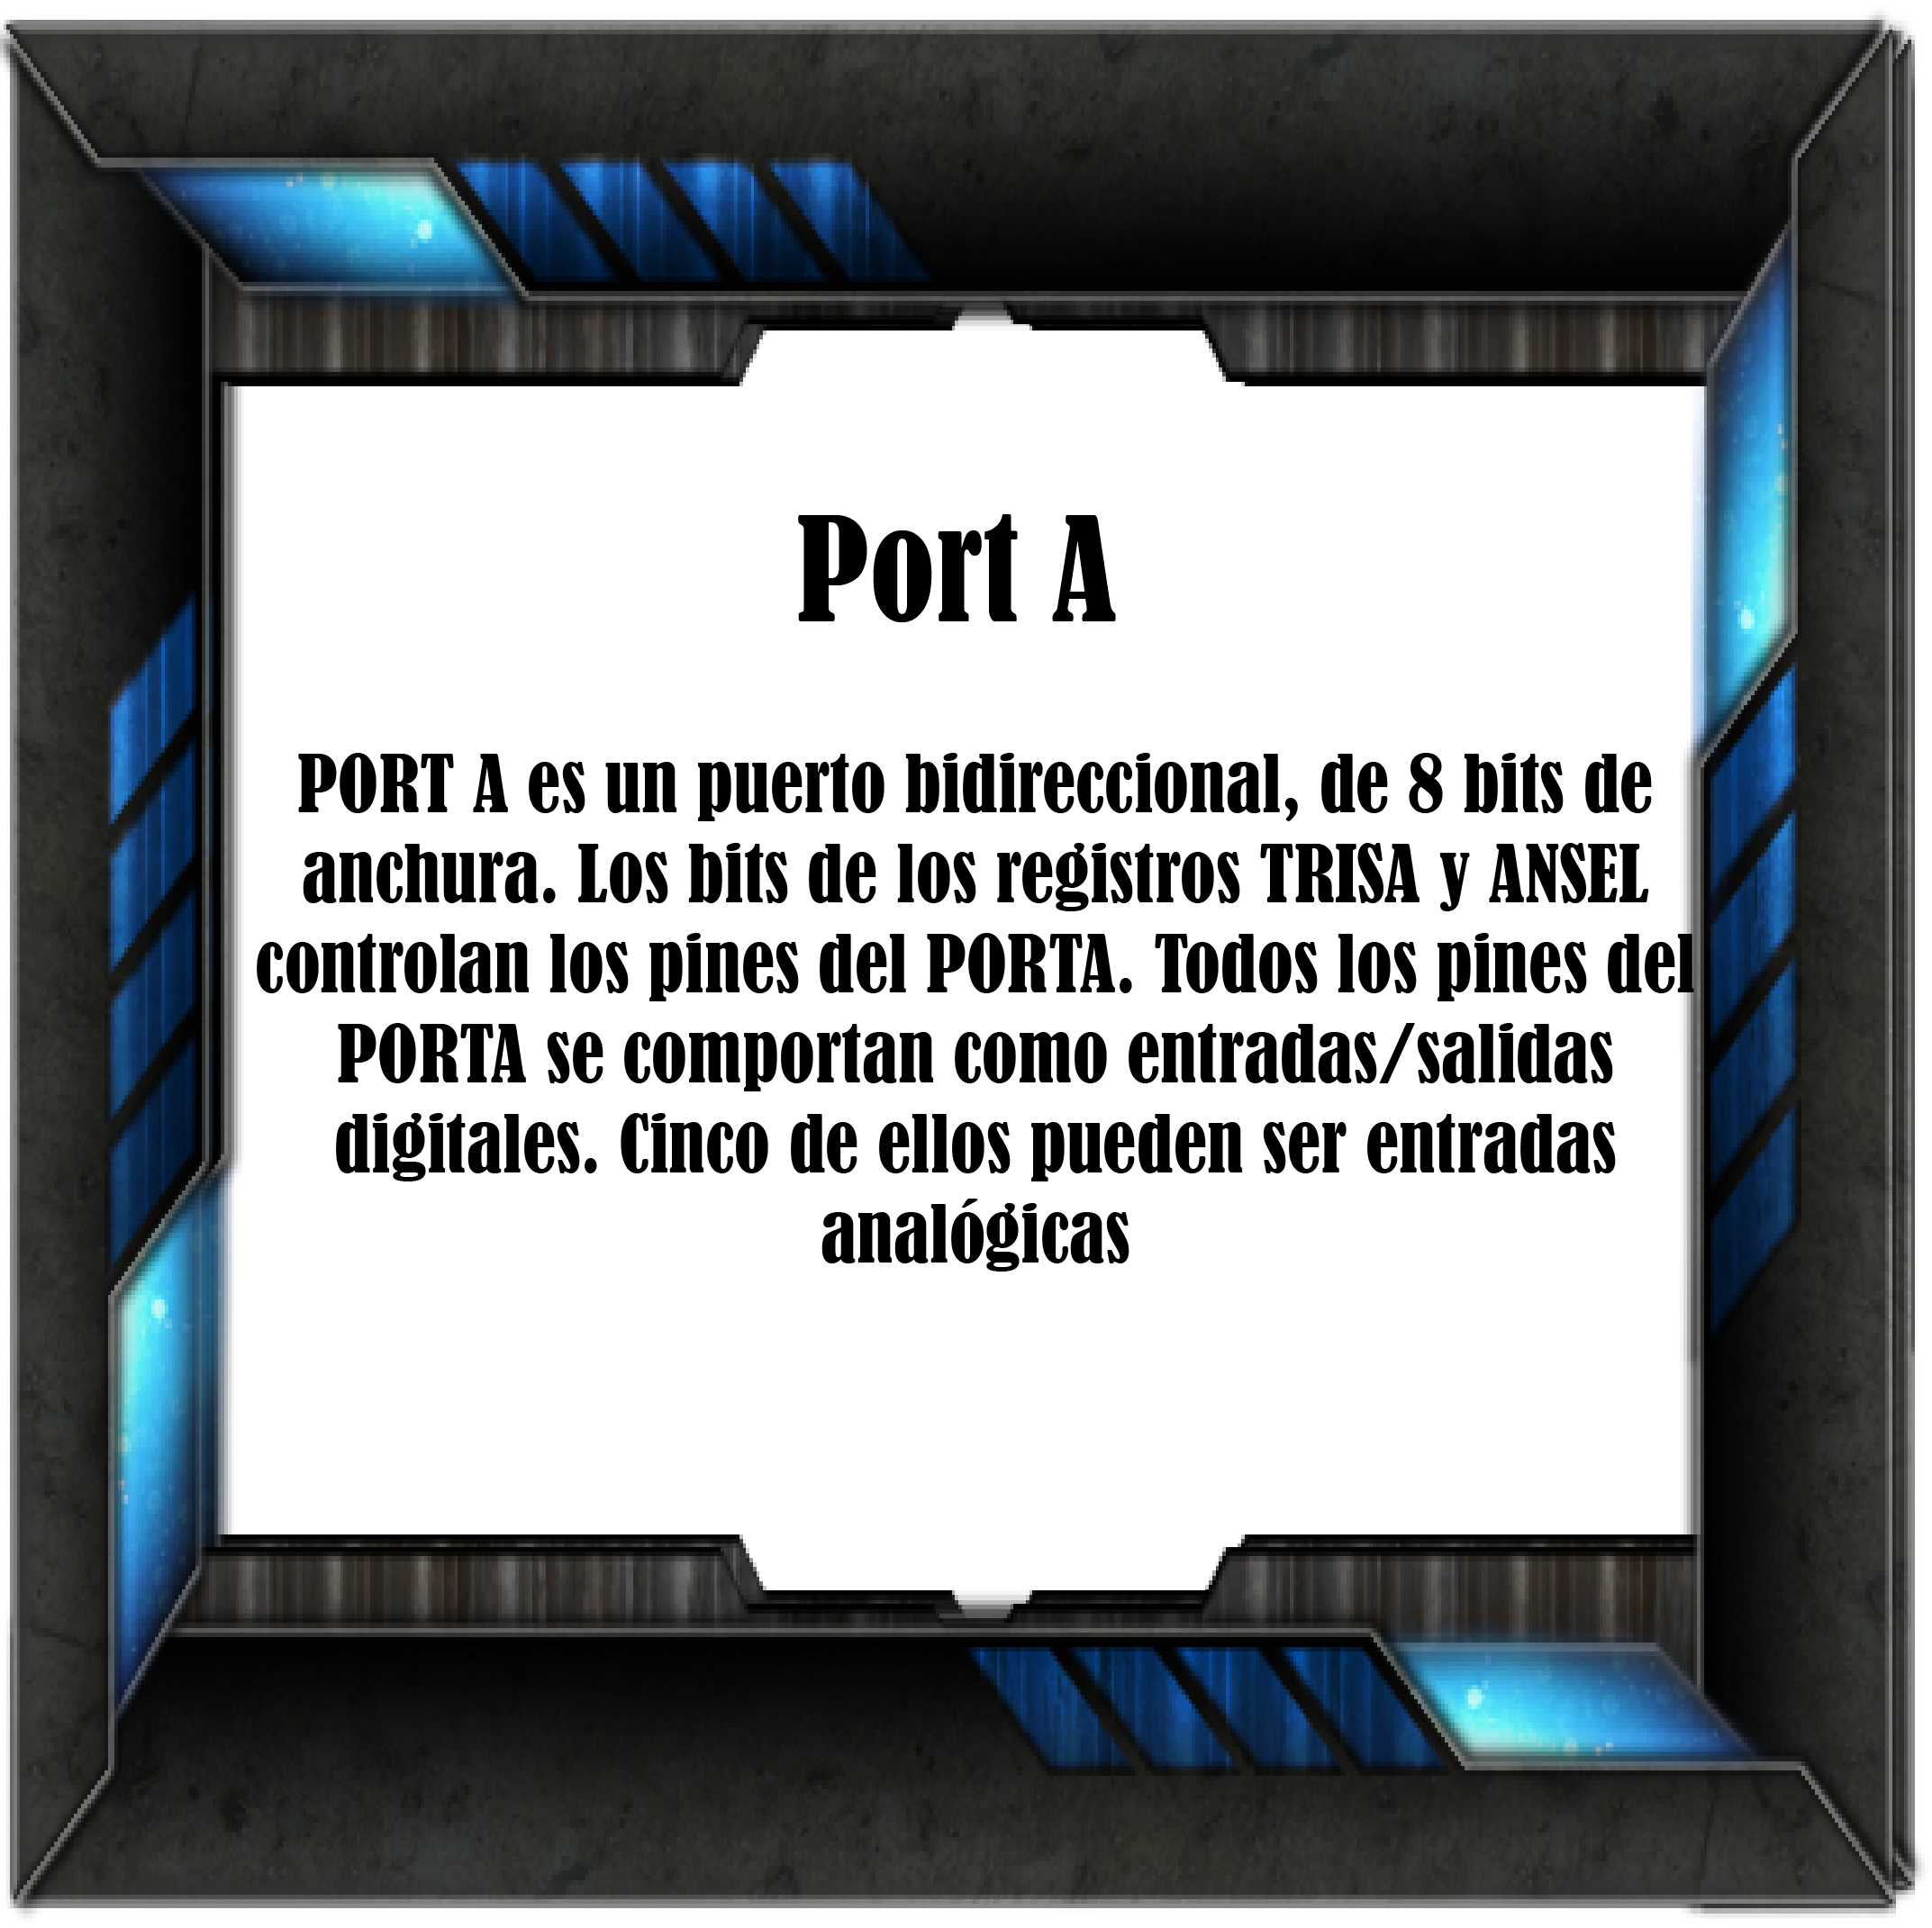 Port A
PORT A es un puerto bidireccional, de 8 bits de
anchura. Los bits de los registros TRISA y ANSEL
controlan los pines del PORTA. Todos los pines del
PORTA se comportan como entradas/salidas
digitales. Cinco de ellos pueden ser entradas
analógicas